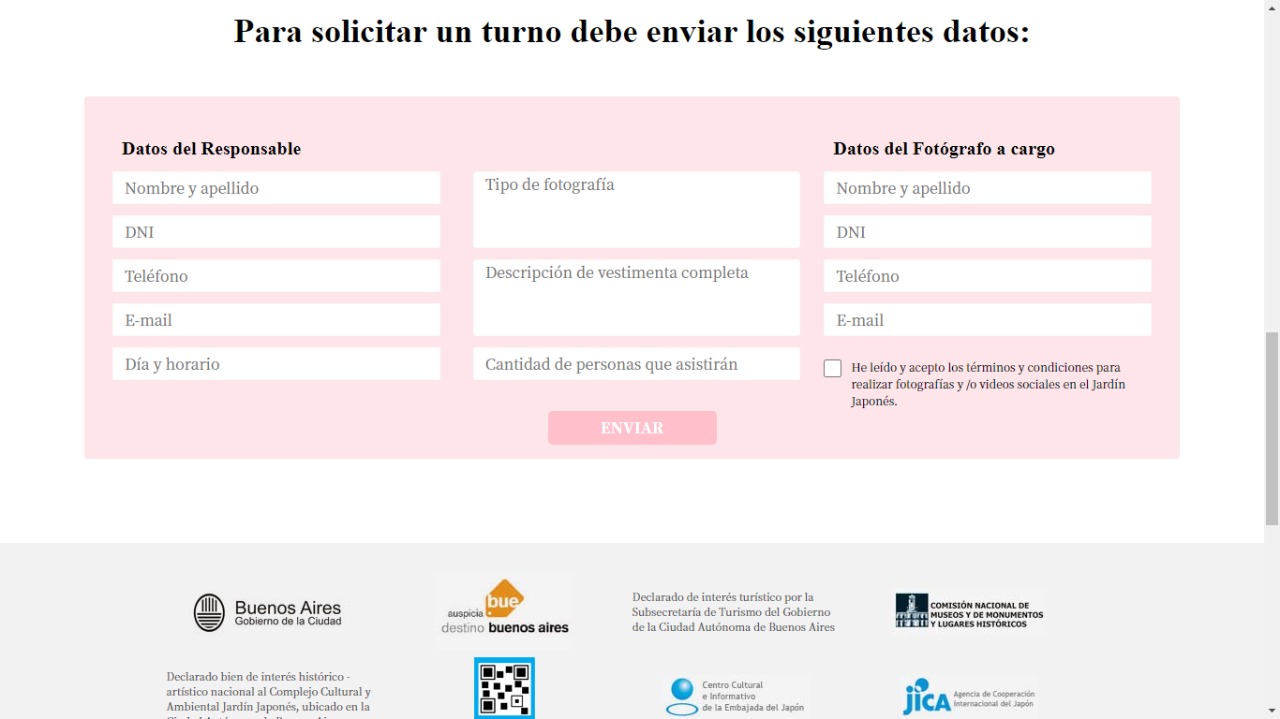 Para solicitar un turno debe enviar los siguientes datos:
Datos del Responsable
Nombre y apellido
DNI
Teléfono
E-mail
Día y horario
Tipo de fotografía
Descripción de vestimenta completa
Cantidad de personas que asistirán
Datos del Fotógrafo a cargo
Nombre y apellido
DNI
Teléfono
E-mail
He leído y acepto los términos y condiciones para
realizar fotografías y /o videos sociales en el Jardín
Japonés.
ENVIAR
Buenos Aires
Gobierno de la Ciudad
auspicia bue
destino buenos aires
Declarado de interés turístico por la
Subsecretaría de Turismo del Gobierno
de la Ciudad Autónoma de Buenos Aires
COMISIÓN NACIONAL DE
MUSEOS Y DE MONUMENTOS
Y LUGARES HISTÓRICOS
Declarado bien de interés histórico -
artístico nacional al Complejo Cultural y
Ambiental Jardín Japonés, ubicado en la
Centro Cultural
e Informativo
de la Embajada del Japón
jICA
Agencia de Cooperación
Internacional del Japón